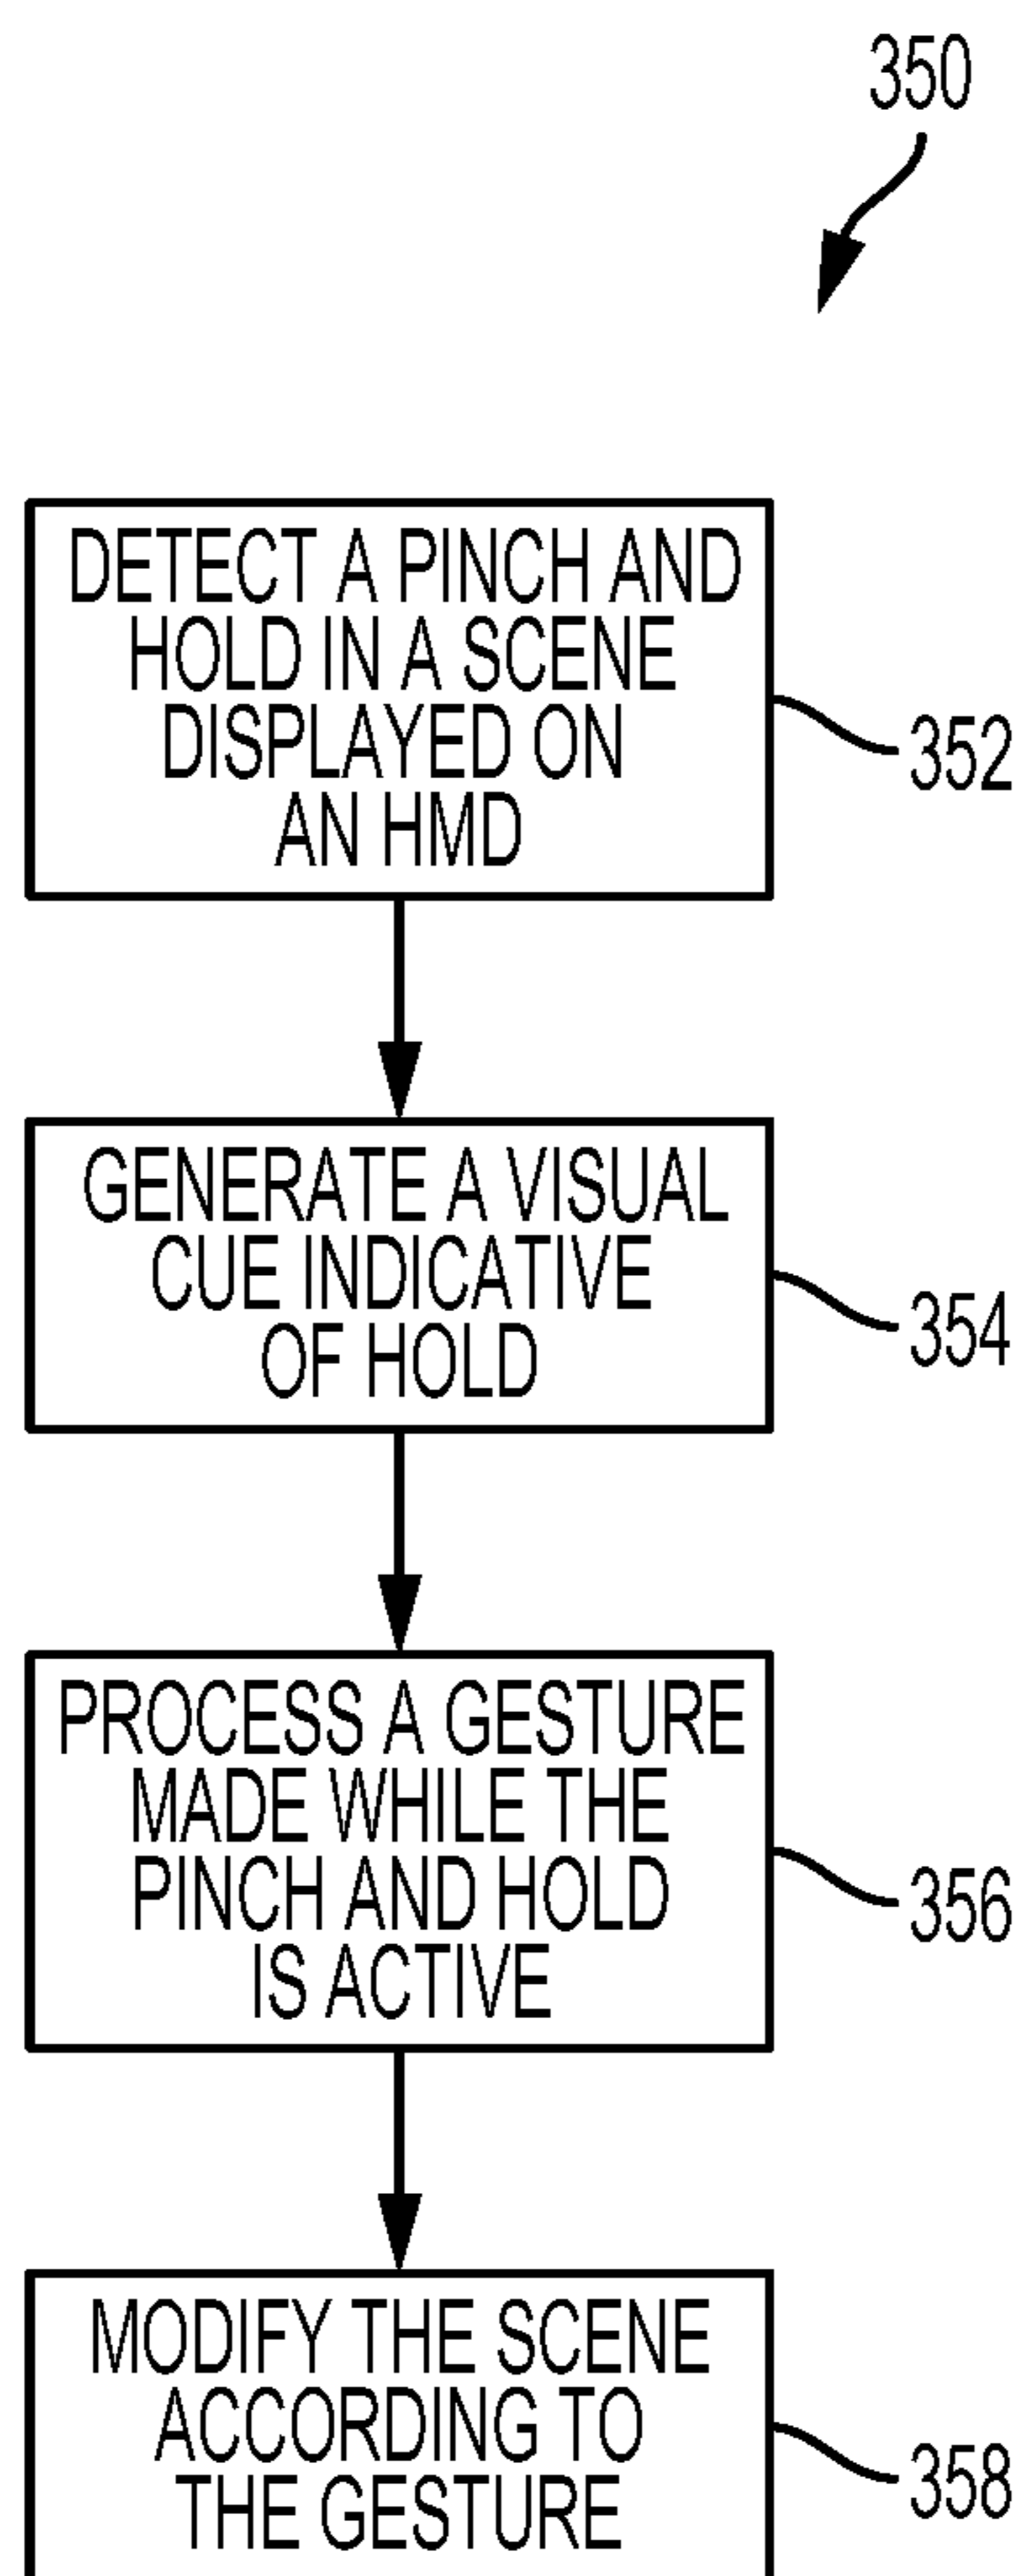 350
DETECT A PINCH AND
HOLD IN A SCENE
DISPLAYED ON
AN HMD
352
GENERATE A VISUAL
CUE INDICATIVE
OF HOLD
354
PROCESS A GESTURE
MADE WHILE THE
PINCH AND HOLD
IS ACTIVE
356
MODIFY THE SCENE
ACCORDING TO
THE GESTURE
358